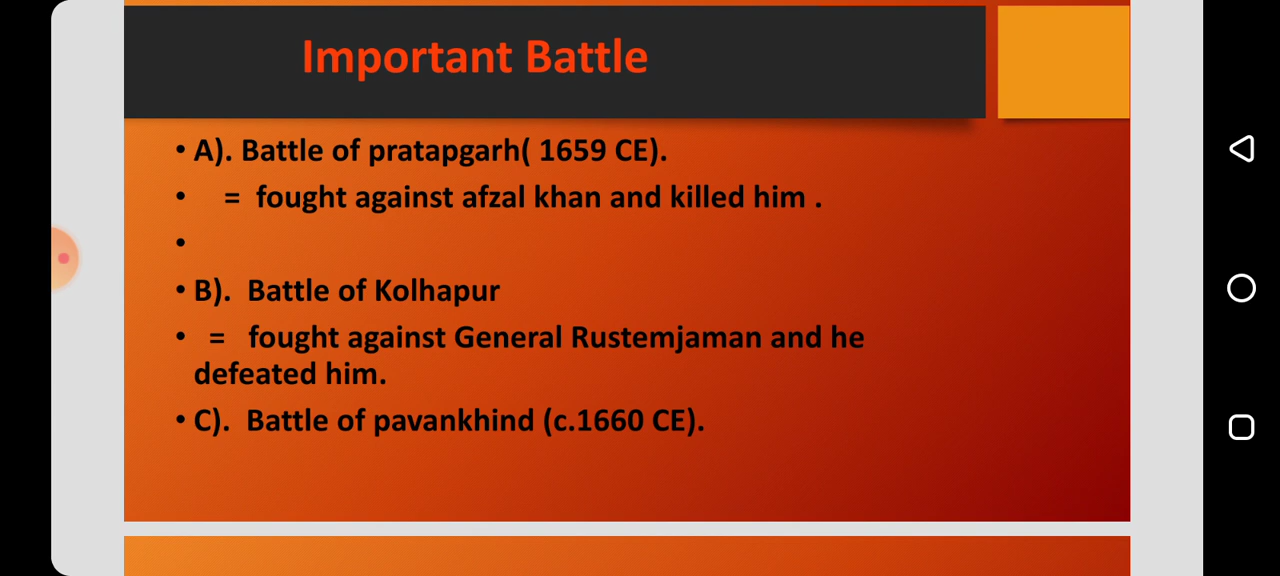 Important Battle
• A). Battle of pratapgarh( 1659 CE).
• = fought against afzal khan and killed him .
•
• B). Battle of Kolhapur
• = fought against General Rustemjaman and he
defeated him.
• C). Battle of pavankhind (c.1660 CE).